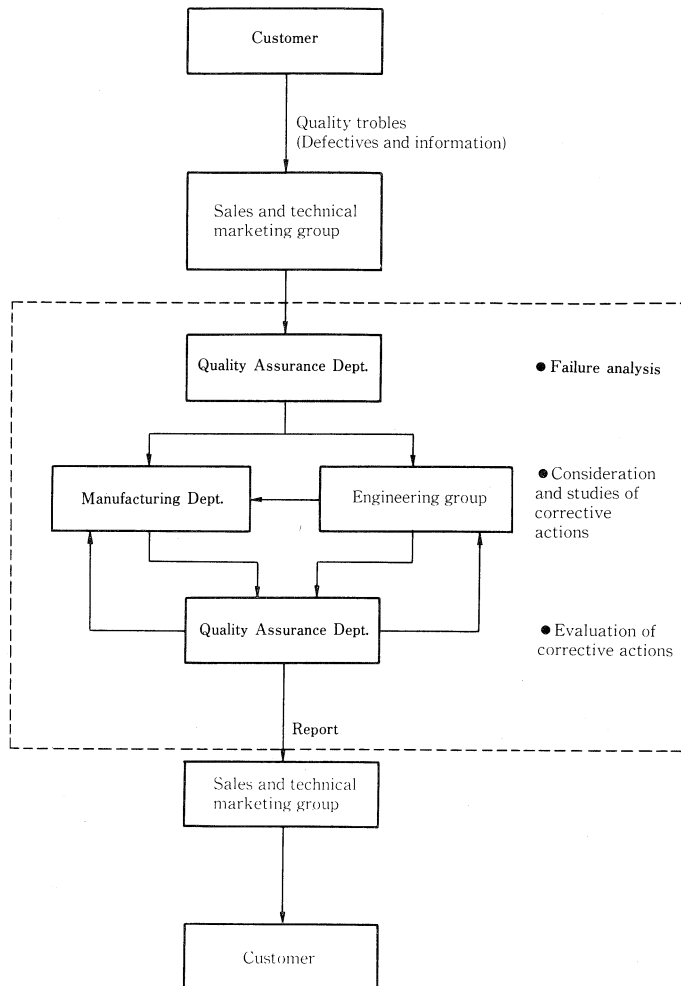 Customer
Quality trobles
(Defectives and information)
Sales and technical
marketing group
Quality Assurance Dept.
● Failure analysis
Manufacturing Dept.
Engineering group
● Consideration
and studies of
corrective
actions
Quality Assurance Dept.
● Evaluation of
corrective actions
Report
Sales and technical
marketing group
Customer